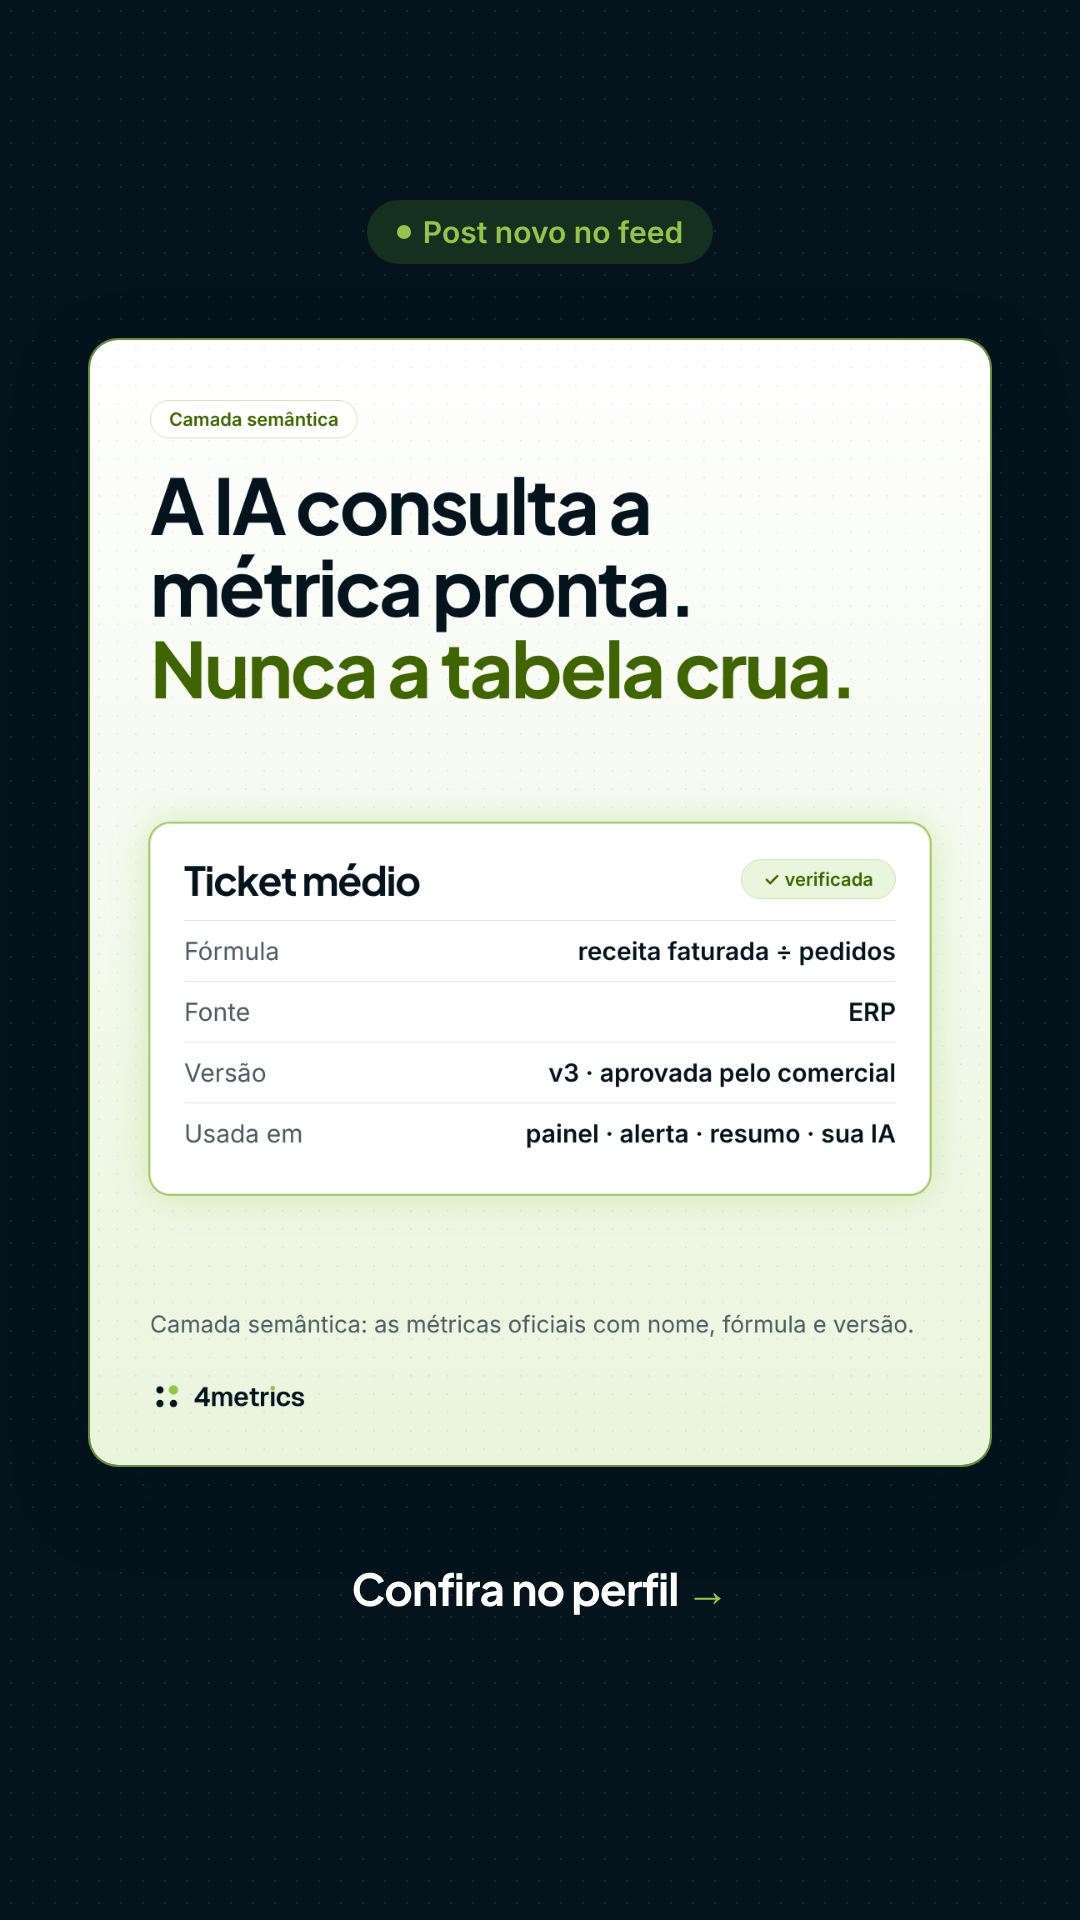 Post novo no feed
Camada semântica
A IA consulta a
métrica pronta.
Nunca a tabela crua.
Ticket médio ✓ verificada
Fórmula receita faturada ÷ pedidos
Fonte ERP
Versão v3 · aprovada pelo comercial
Usada em painel · alerta · resumo · sua IA
Camada semântica: as métricas oficiais com nome, fórmula e versão.
4metrics
Confira no perfil →